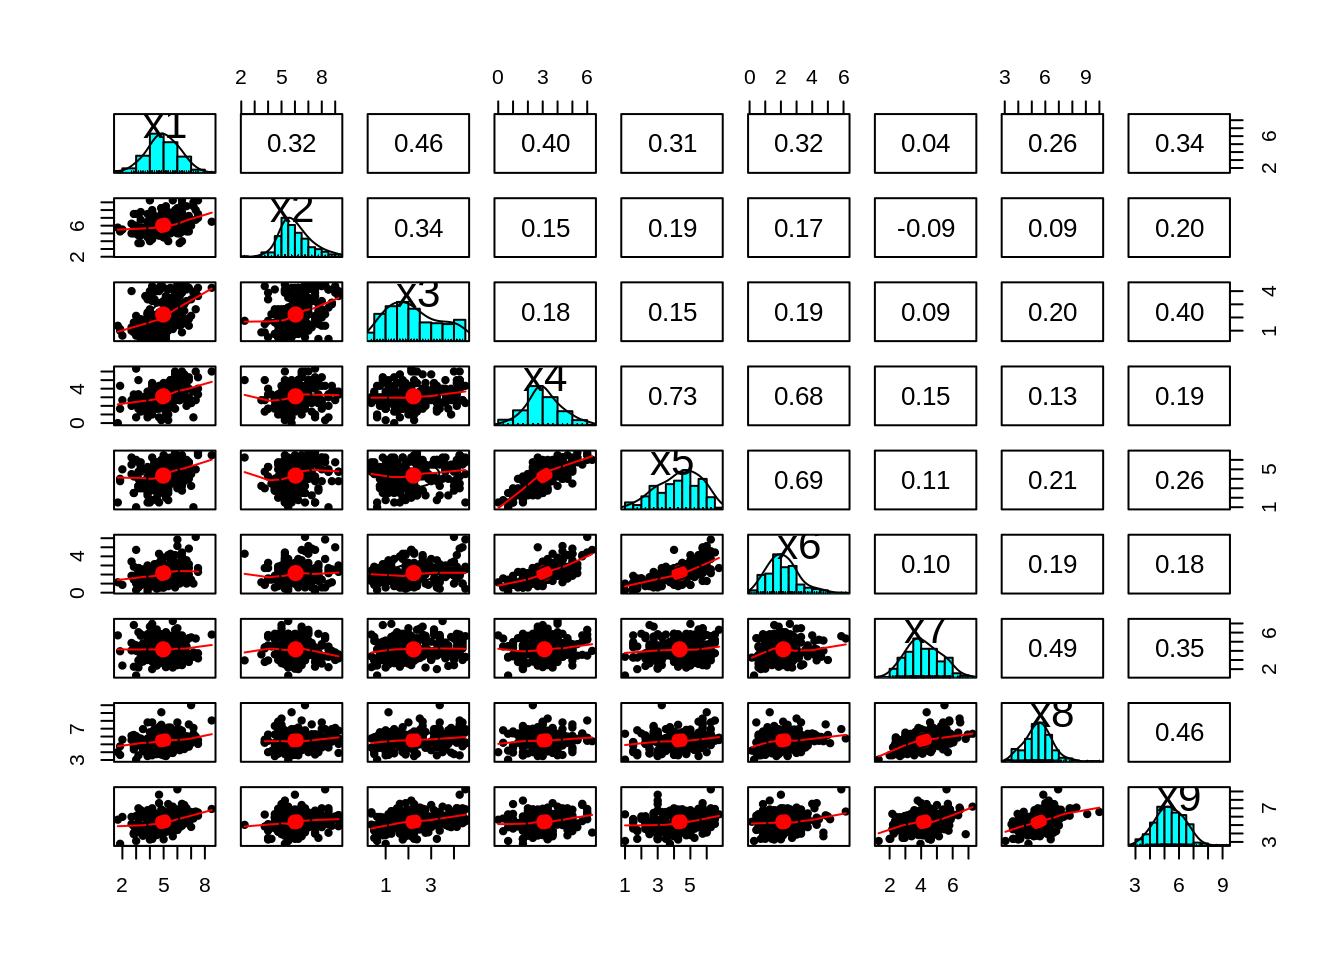 2 5 8 0 3 6 0 2 4 6 3 6 9
x1 0.32 0.46 0.40 0.31 0.32 0.04 0.26 0.34 2 6
2 6 x2 0.34 0.15 0.19 0.17 -0.09 0.09 0.20
x3 0.18 0.15 0.19 0.09 0.20 0.40 1 4
0 4 x4 0.73 0.68 0.15 0.13 0.19
x5 0.69 0.11 0.21 0.26 1 5
0 4 x6 0.10 0.19 0.18
x7 0.49 0.35 2 6
3 7 x8 0.46
x9 3 7
2 5 8 1 3 1 3 5 2 4 6 3 6 9